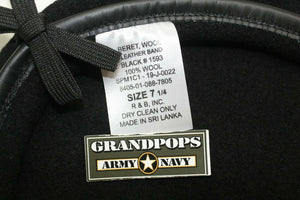 BERET, WOOL
LEATHER BAND
BLACK # 1593
100% WOOL
SPM1C1 - 19-J-0022
8405-01-088-7805
SIZE 7 1/4
R & B, INC.
DRY CLEAN ONLY
MADE IN SRI LANKA
GRANDPOPS
ARMY NAVY